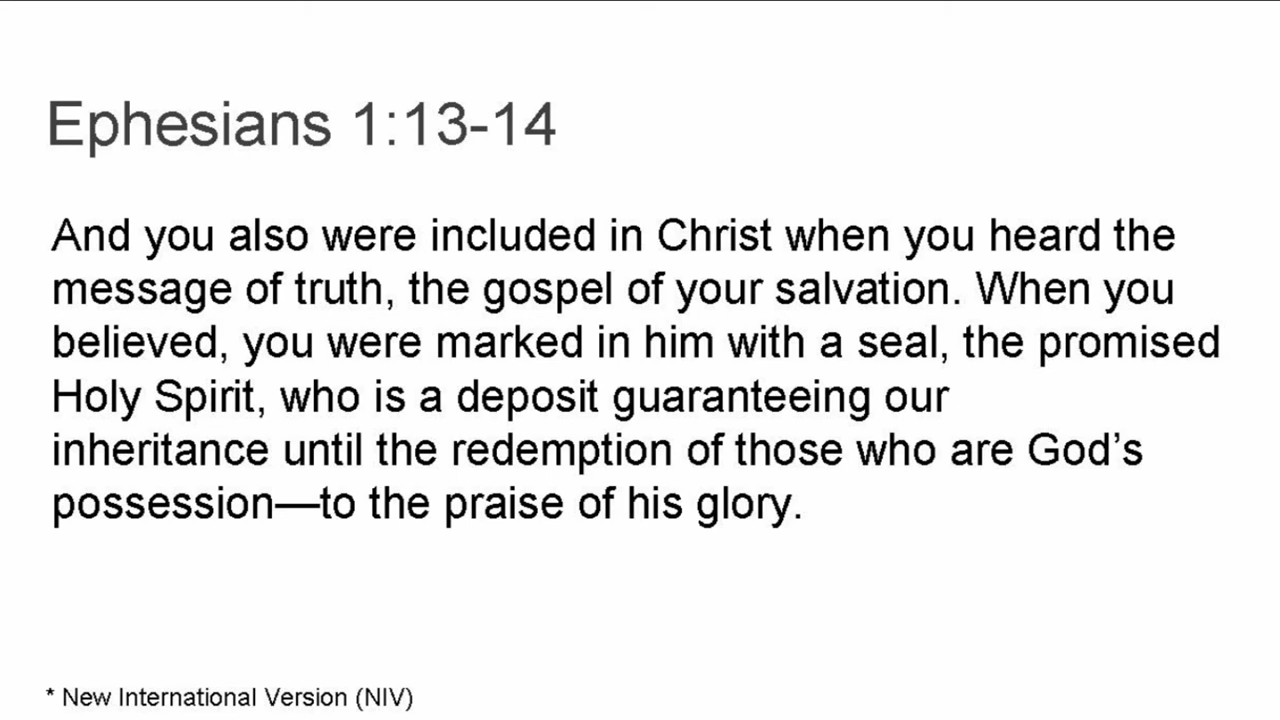 Ephesians 1:13-14
And you also were included in Christ when you heard the
message of truth, the gospel of your salvation. When you
believed, you were marked in him with a seal, the promised
Holy Spirit, who is a deposit guaranteeing our
inheritance until the redemption of those who are God’s
possession—to the praise of his glory.
* New International Version (NIV)